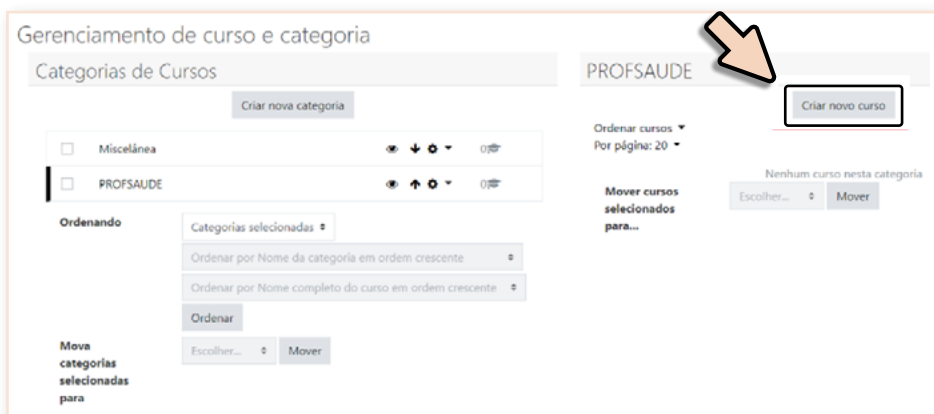 Gerenciamento de curso e categoria
Categorias de Cursos
Criar nova categoria
Miscelânea
0
PROFSAUDE
0
Ordenando
Categorias selecionadas
Ordenar por Nome da categoria em ordem crescente
Ordenar por Nome completo do curso em ordem crescente
Ordenar
Mova
categorias
selecionadas
para
Escolher...
Mover
PROFSAUDE
Criar novo curso
Ordenar cursos
Por página: 20
Nenhum curso nesta categoria
Mover cursos
selecionados
para...
Escolher...
Mover